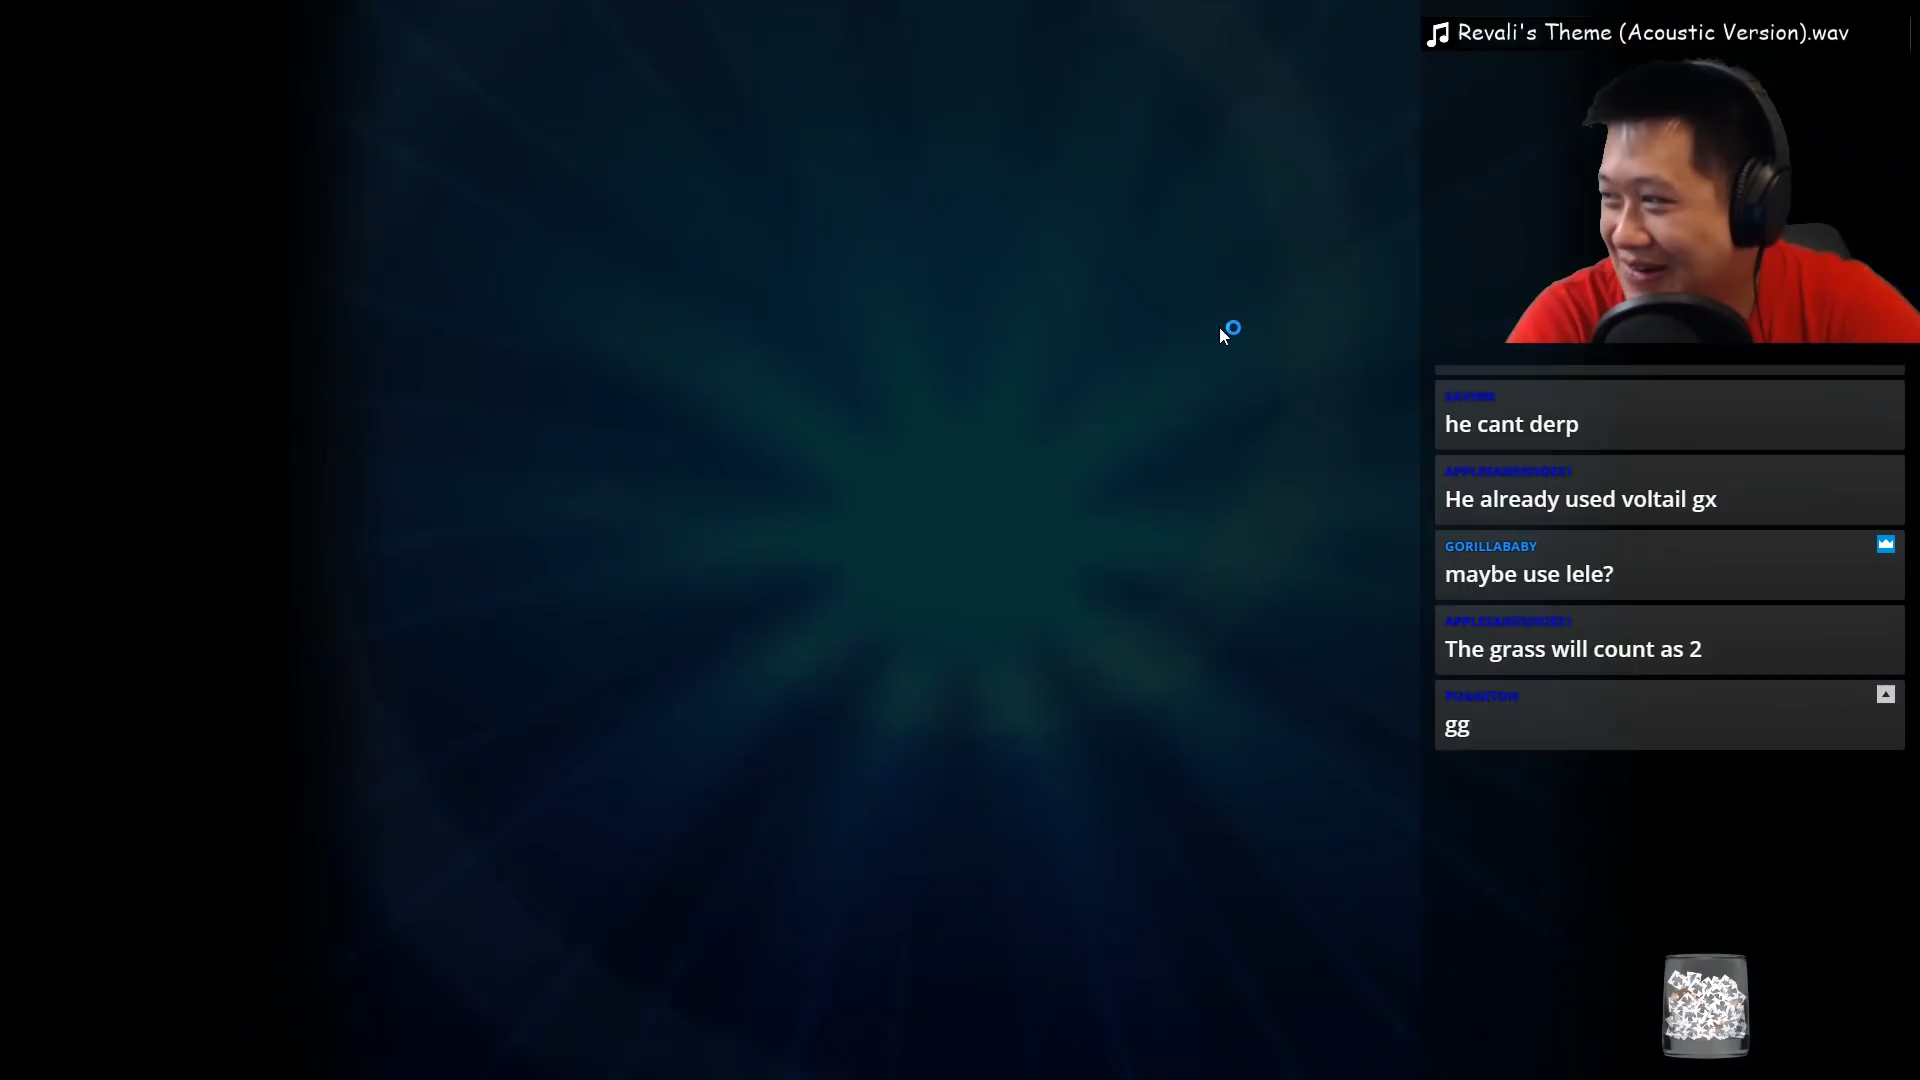 Revali's Theme (Acoustic Version).wav
he cant derp
He already used voltail gx
GORILLABABY
maybe use lele?
The grass will count as 2
gg